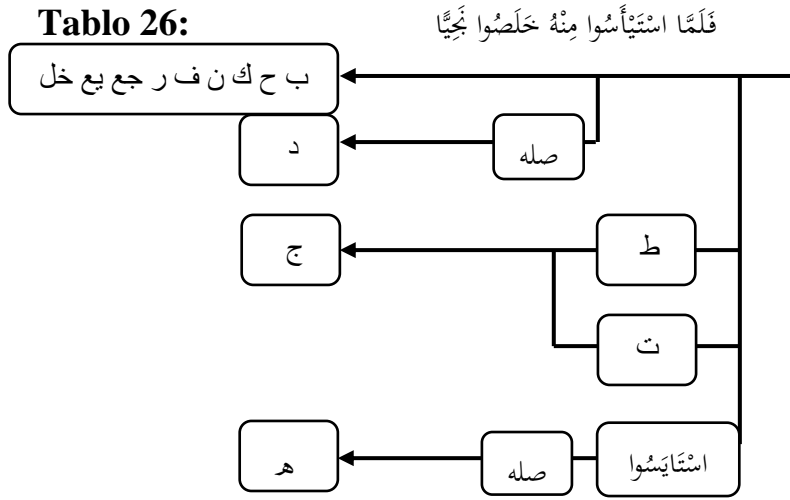 Tablo 26:
فَلَمَّا اسْتَيْأَسُوا مِنْهُ خَلَصُوا نَجِيًّا
ب ح ك ن ف ر جع يع خل
صله
د
ط
ج
ت
اسْتَايَسُوا
صله
ه